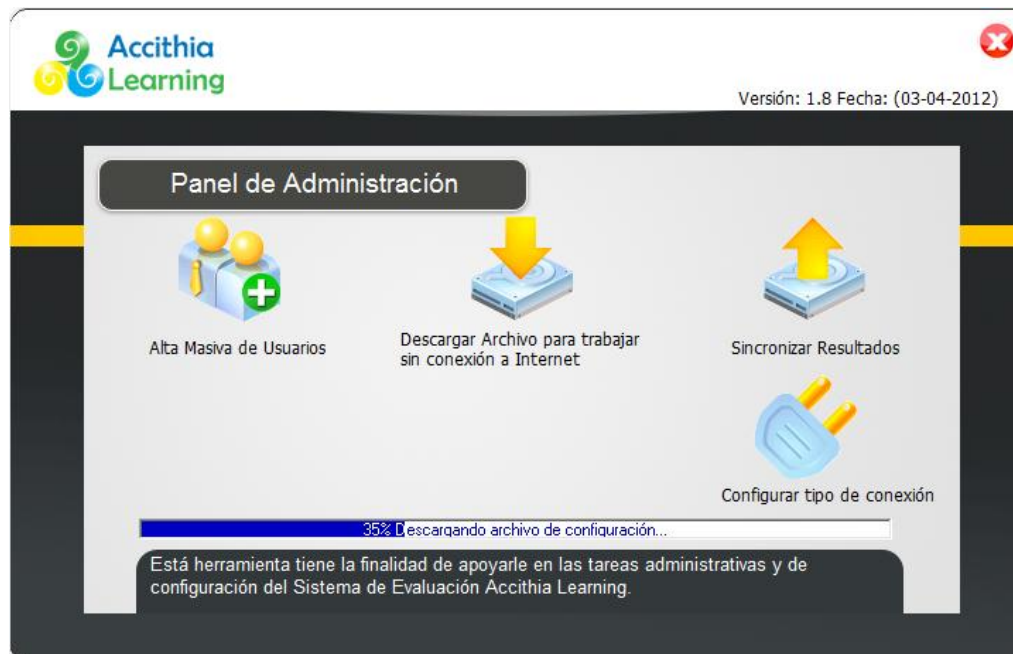 Accithia
Learning
Versión: 1.8 Fecha: (03-04-2012)
Panel de Administración
Alta Masiva de Usuarios
Descargar Archivo para trabajar
sin conexión a Internet
Sincronizar Resultados
Configurar tipo de conexión
35% Descargando archivo de configuración...
Está herramienta tiene la finalidad de apoyarle en las tareas administrativas y de
configuración del Sistema de Evaluación Accithia Learning.